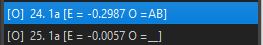 [O] 24. 1a [E = -0.2987 O =AB]
[O] 25. 1a [E = -0.0057 O =__]